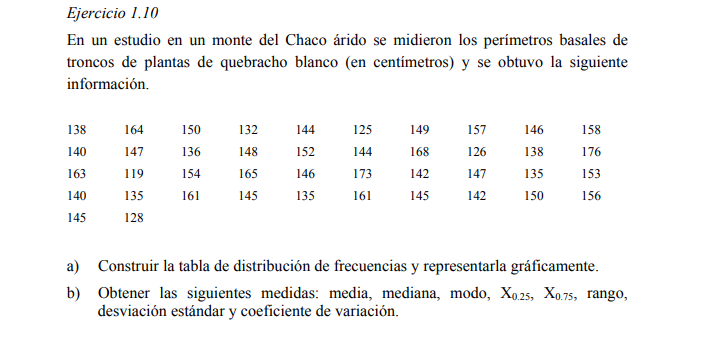 Ejercicio 1.10
En un estudio en un monte del Chaco árido se midieron los perímetros basales de
troncos de plantas de quebracho blanco (en centímetros) y se obtuvo la siguiente
información.
138 164 150 132 144 125 149 157 146 158
140 147 136 148 152 144 168 126 138 176
163 119 154 165 146 173 142 147 135 153
140 135 161 145 135 161 145 142 150 156
145 128
a) Construir la tabla de distribución de frecuencias y representarla gráficamente.
b) Obtener las siguientes medidas: media, mediana, modo, X0.25, X0.75, rango,
desviación estándar y coeficiente de variación.